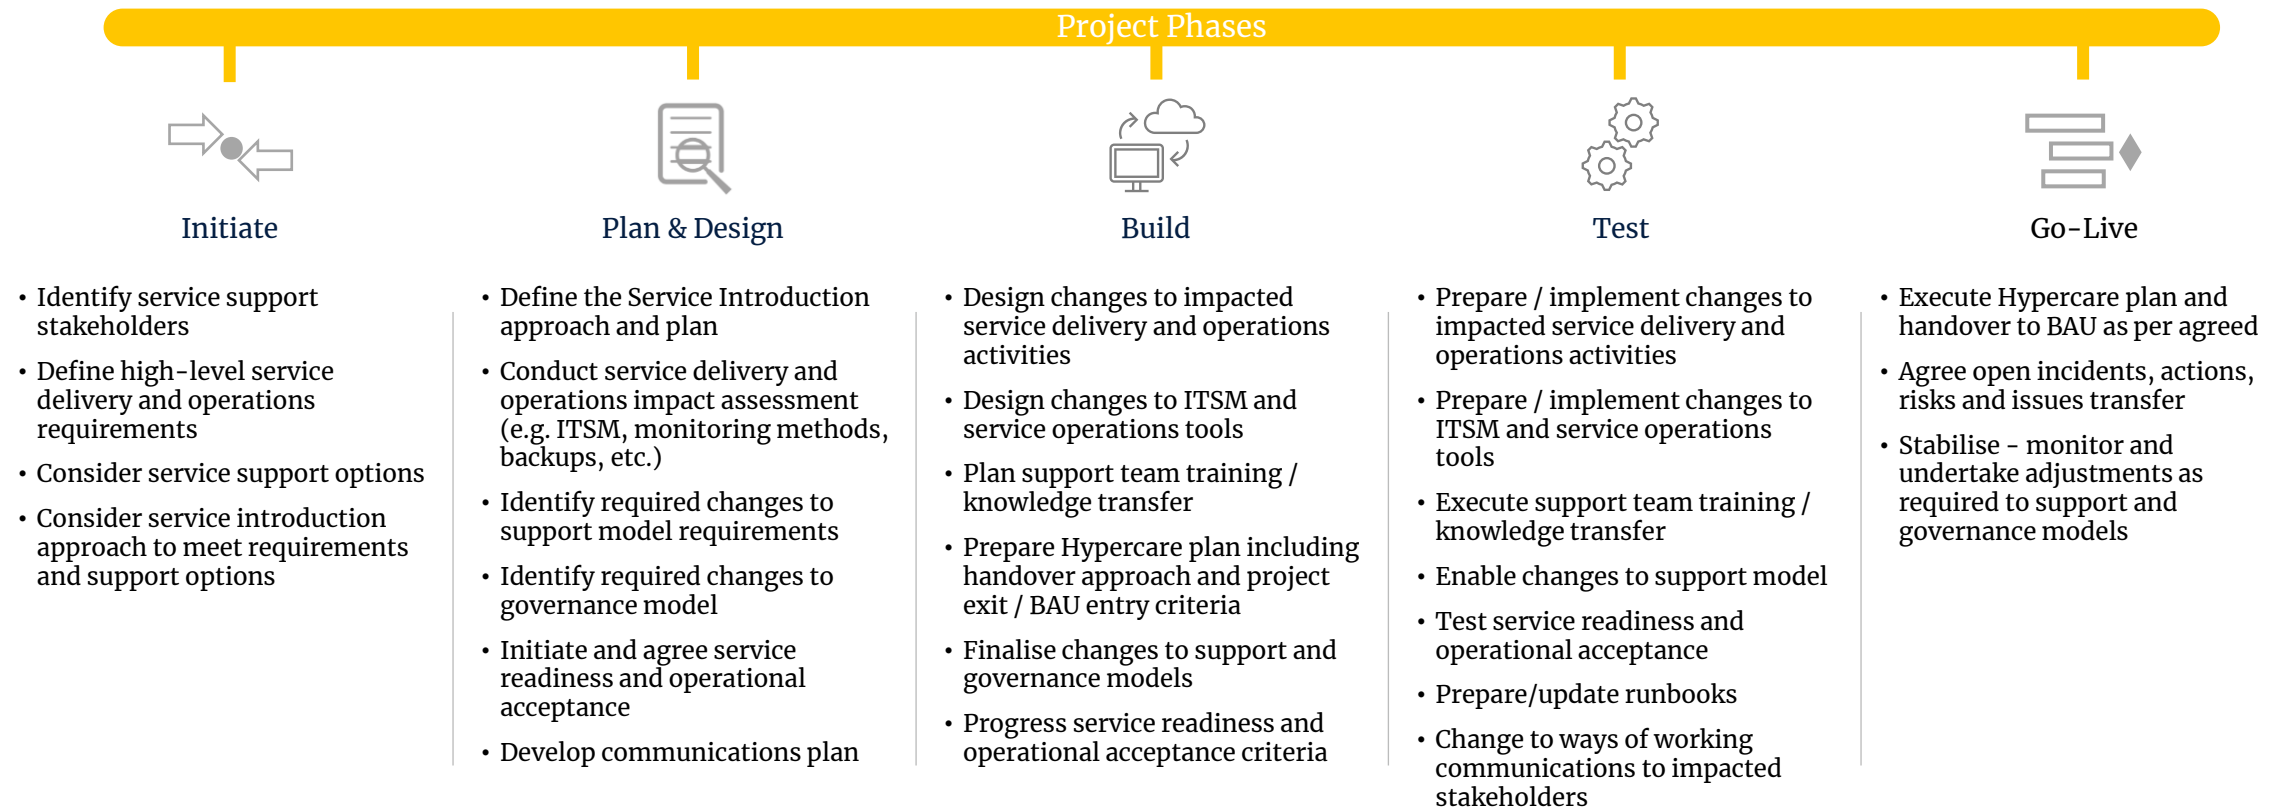 Project Phases
Initiate
• Identify service support
stakeholders
• Define high-level service
delivery and operations
requirements
• Consider service support options
• Consider service introduction
approach to meet requirements
and support options
Plan & Design
• Define the Service Introduction
approach and plan
• Conduct service delivery and
operations impact assessment
(e.g. ITSM, monitoring methods,
backups, etc.)
• Identify required changes to
support model requirements
• Identify required changes to
governance model
• Initiate and agree service
readiness and operational
acceptance
• Develop communications plan
Build
• Design changes to impacted
service delivery and operations
activities
• Design changes to ITSM and
service operations tools
• Plan support team training /
knowledge transfer
• Prepare Hypercare plan including
handover approach and project
exit / BAU entry criteria
• Finalise changes to support and
governance models
• Progress service readiness and
operational acceptance criteria
Test
• Prepare / implement changes to
impacted service delivery and
operations activities
• Prepare / implement changes to
ITSM and service operations
tools
• Execute support team training /
knowledge transfer
• Enable changes to support model
• Test service readiness and
operational acceptance
• Prepare/update runbooks
• Change to ways of working
communications to impacted
stakeholders
Go-Live
• Execute Hypercare plan and
handover to BAU as per agreed
• Agree open incidents, actions,
risks and issues transfer
• Stabilise - monitor and
undertake adjustments as
required to support and
governance models